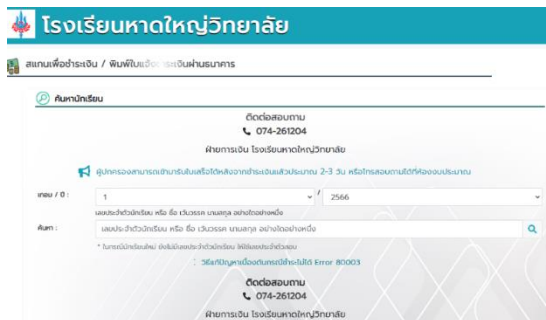 โรงเรียนหาดใหญ่วิทยาลัย
สแกนเพื่อชำระเงิน / พิมพ์ใบแจ้งชำระเงินผ่านธนาคาร
ค้นหานักเรียน
ติดต่อสอบถาม
074-261204
ฝ่ายการเงิน โรงเรียนหาดใหญ่วิทยาลัย
ผู้ปกครองสามารถเข้ามารับใบเสร็จได้หลังจากชำระเงินแล้วประมาณ 2-3 วัน หรือโทรสอบถามได้ที่ห้องงบประมาณ
เทอม / ปี : 1 / 2566
เลขประจำตัวนักเรียน หรือ ชื่อ เว้นวรรค นามสกุล อย่างใดอย่างหนึ่ง
ค้นหา : เลขประจำตัวนักเรียน หรือ ชื่อ เว้นวรรค นามสกุล อย่างใดอย่างหนึ่ง
* ในกรณีนักเรียนใหม่ ยังไม่มีเลขประจำตัวนักเรียน ให้ใช้เลขประจำตัวสอบ
วิธีแก้ปัญหาเบื้องต้นกรณีชำระไม่ได้ Error 80003
ติดต่อสอบถาม
074-261204
ฝ่ายการเงิน โรงเรียนหาดใหญ่วิทยาลัย